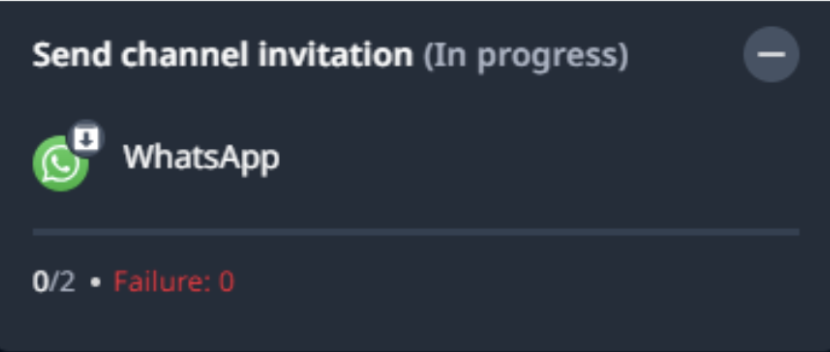 Send channel invitation (In progress)
WhatsApp
0/2 • Failure: 0